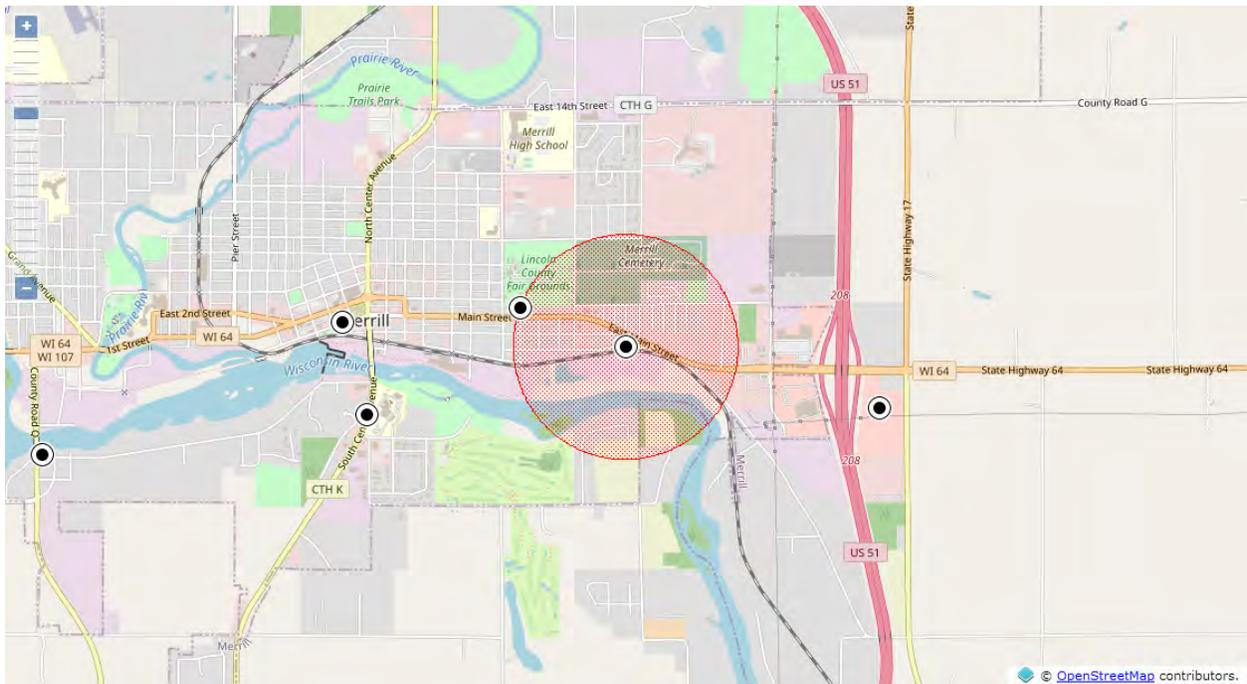 +
State
Prairie River
US 51
Prairie
Trails Park
East 14th Street
CTH G
County Road G
Merrill
High School
North Center Avenue
Pier Street
State Highway 17
Grand Avenue
Merrill
Cemetery
Lincoln
County
Fair Grounds
208
East 2nd Street
Main Street
WI 64
WI 64
WI 107
1st Street
East Main Street
Wisconsin River
WI 64
State Highway 64
State Highway 64
South Center Avenue
208
Merrill
CTH K
US 51
Merrill
© OpenStreetMap contributors.